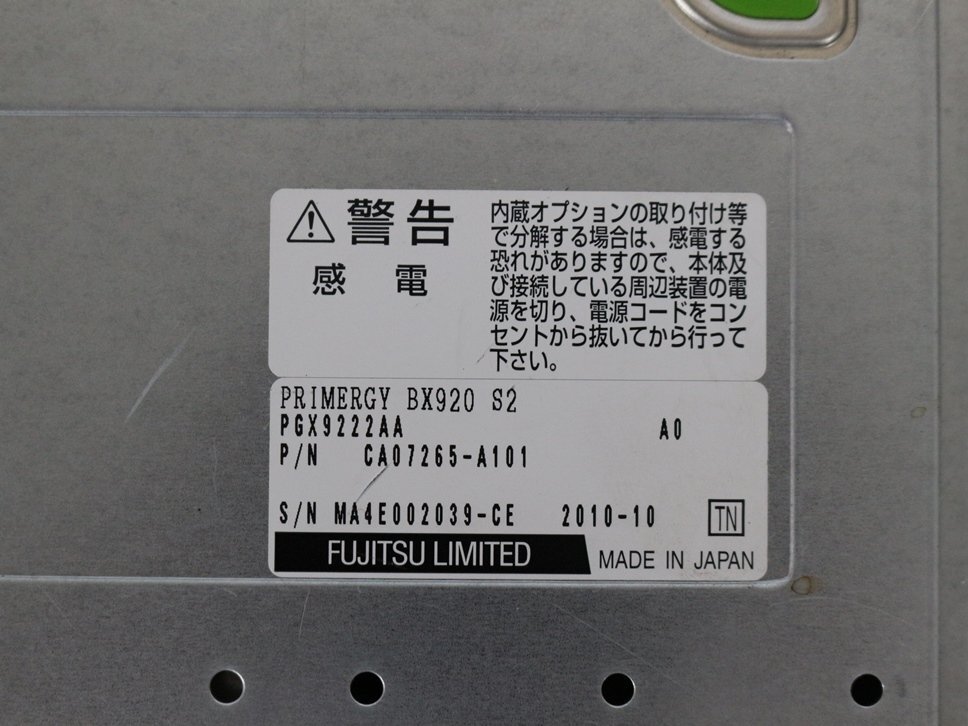 警告
感電
内蔵オプションの取り付け等
で分解する場合は、感電する
恐れがありますので、本体及
び接続している周辺装置の電
源を切り、電源コードをコン
セントから抜いてから行って
下さい。
PRIMERGY BX920 S2
PGX9222AA A0
P/N CA07265-A101
S/N MA4E002039-CE 2010-10 TN
FUJITSU LIMITED MADE IN JAPAN